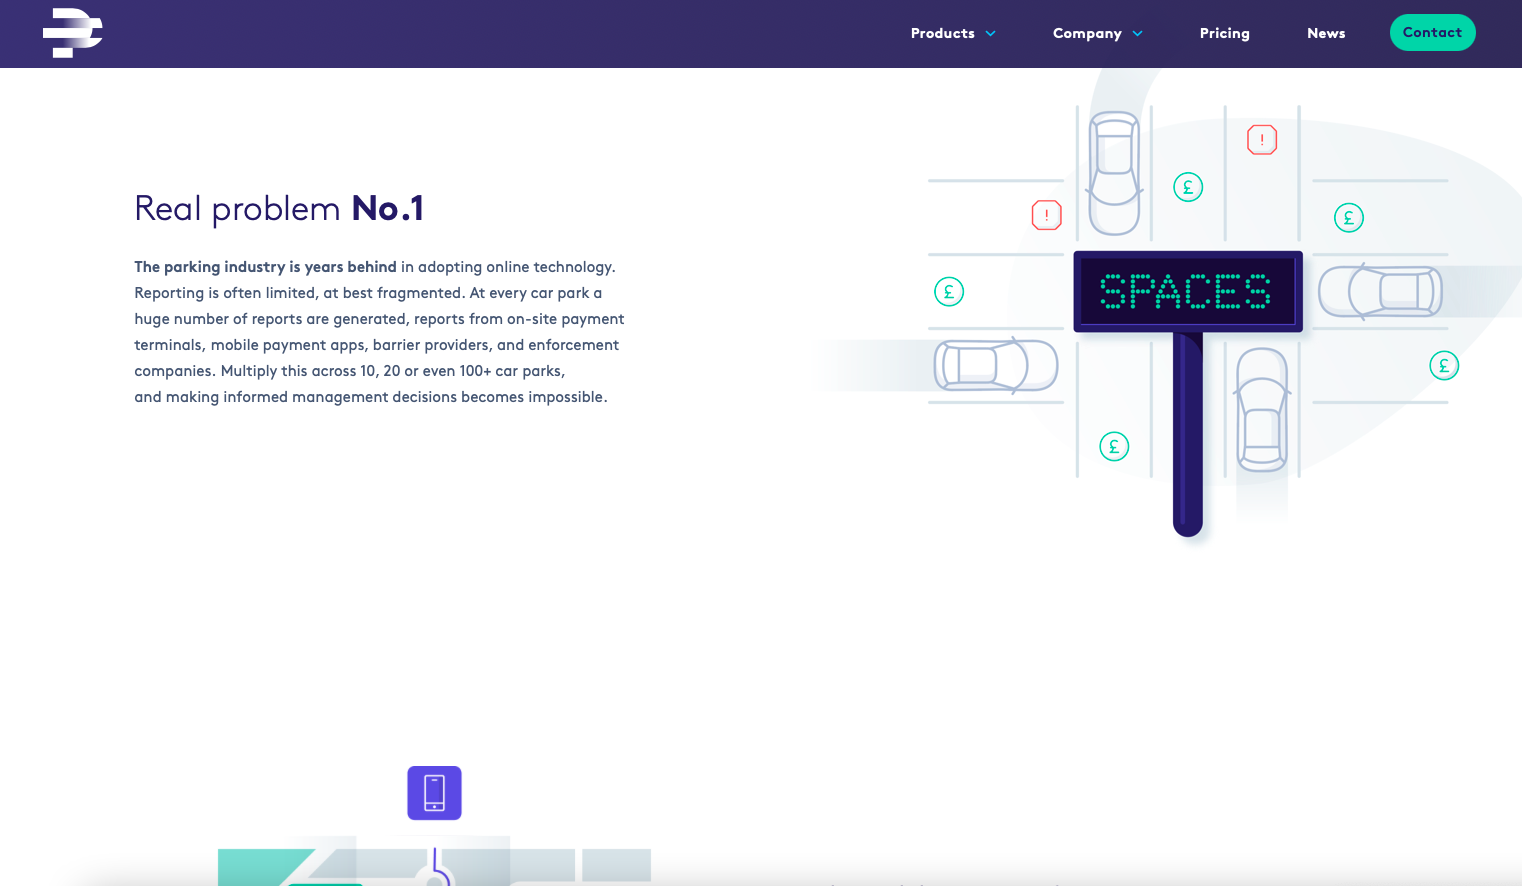 Products Company Pricing News Contact
Real problem No.1
The parking industry is years behind in adopting online technology.
Reporting is often limited, at best fragmented. At every car park a
huge number of reports are generated, reports from on-site payment
terminals, mobile payment apps, barrier providers, and enforcement
companies. Multiply this across 10, 20 or even 100+ car parks,
and making informed management decisions becomes impossible.
!
£
!
£
£
SPACES
£
£